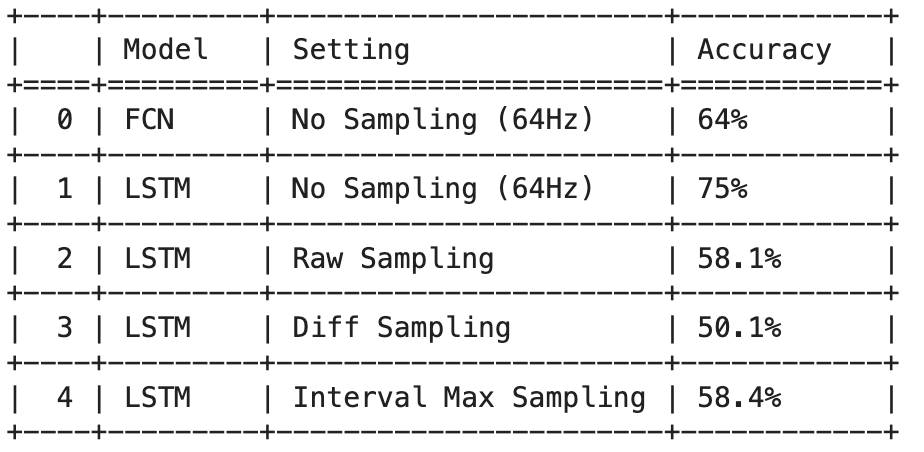 +----+---------+-----------------------+------------+
|    | Model   | Setting               | Accuracy   |
+====+=========+=======================+============+
|  0 | FCN     | No Sampling (64Hz)    | 64%        |
+----+---------+-----------------------+------------+
|  1 | LSTM    | No Sampling (64Hz)    | 75%        |
+----+---------+-----------------------+------------+
|  2 | LSTM    | Raw Sampling          | 58.1%      |
+----+---------+-----------------------+------------+
|  3 | LSTM    | Diff Sampling         | 50.1%      |
+----+---------+-----------------------+------------+
|  4 | LSTM    | Interval Max Sampling | 58.4%      |
+----+---------+-----------------------+------------+